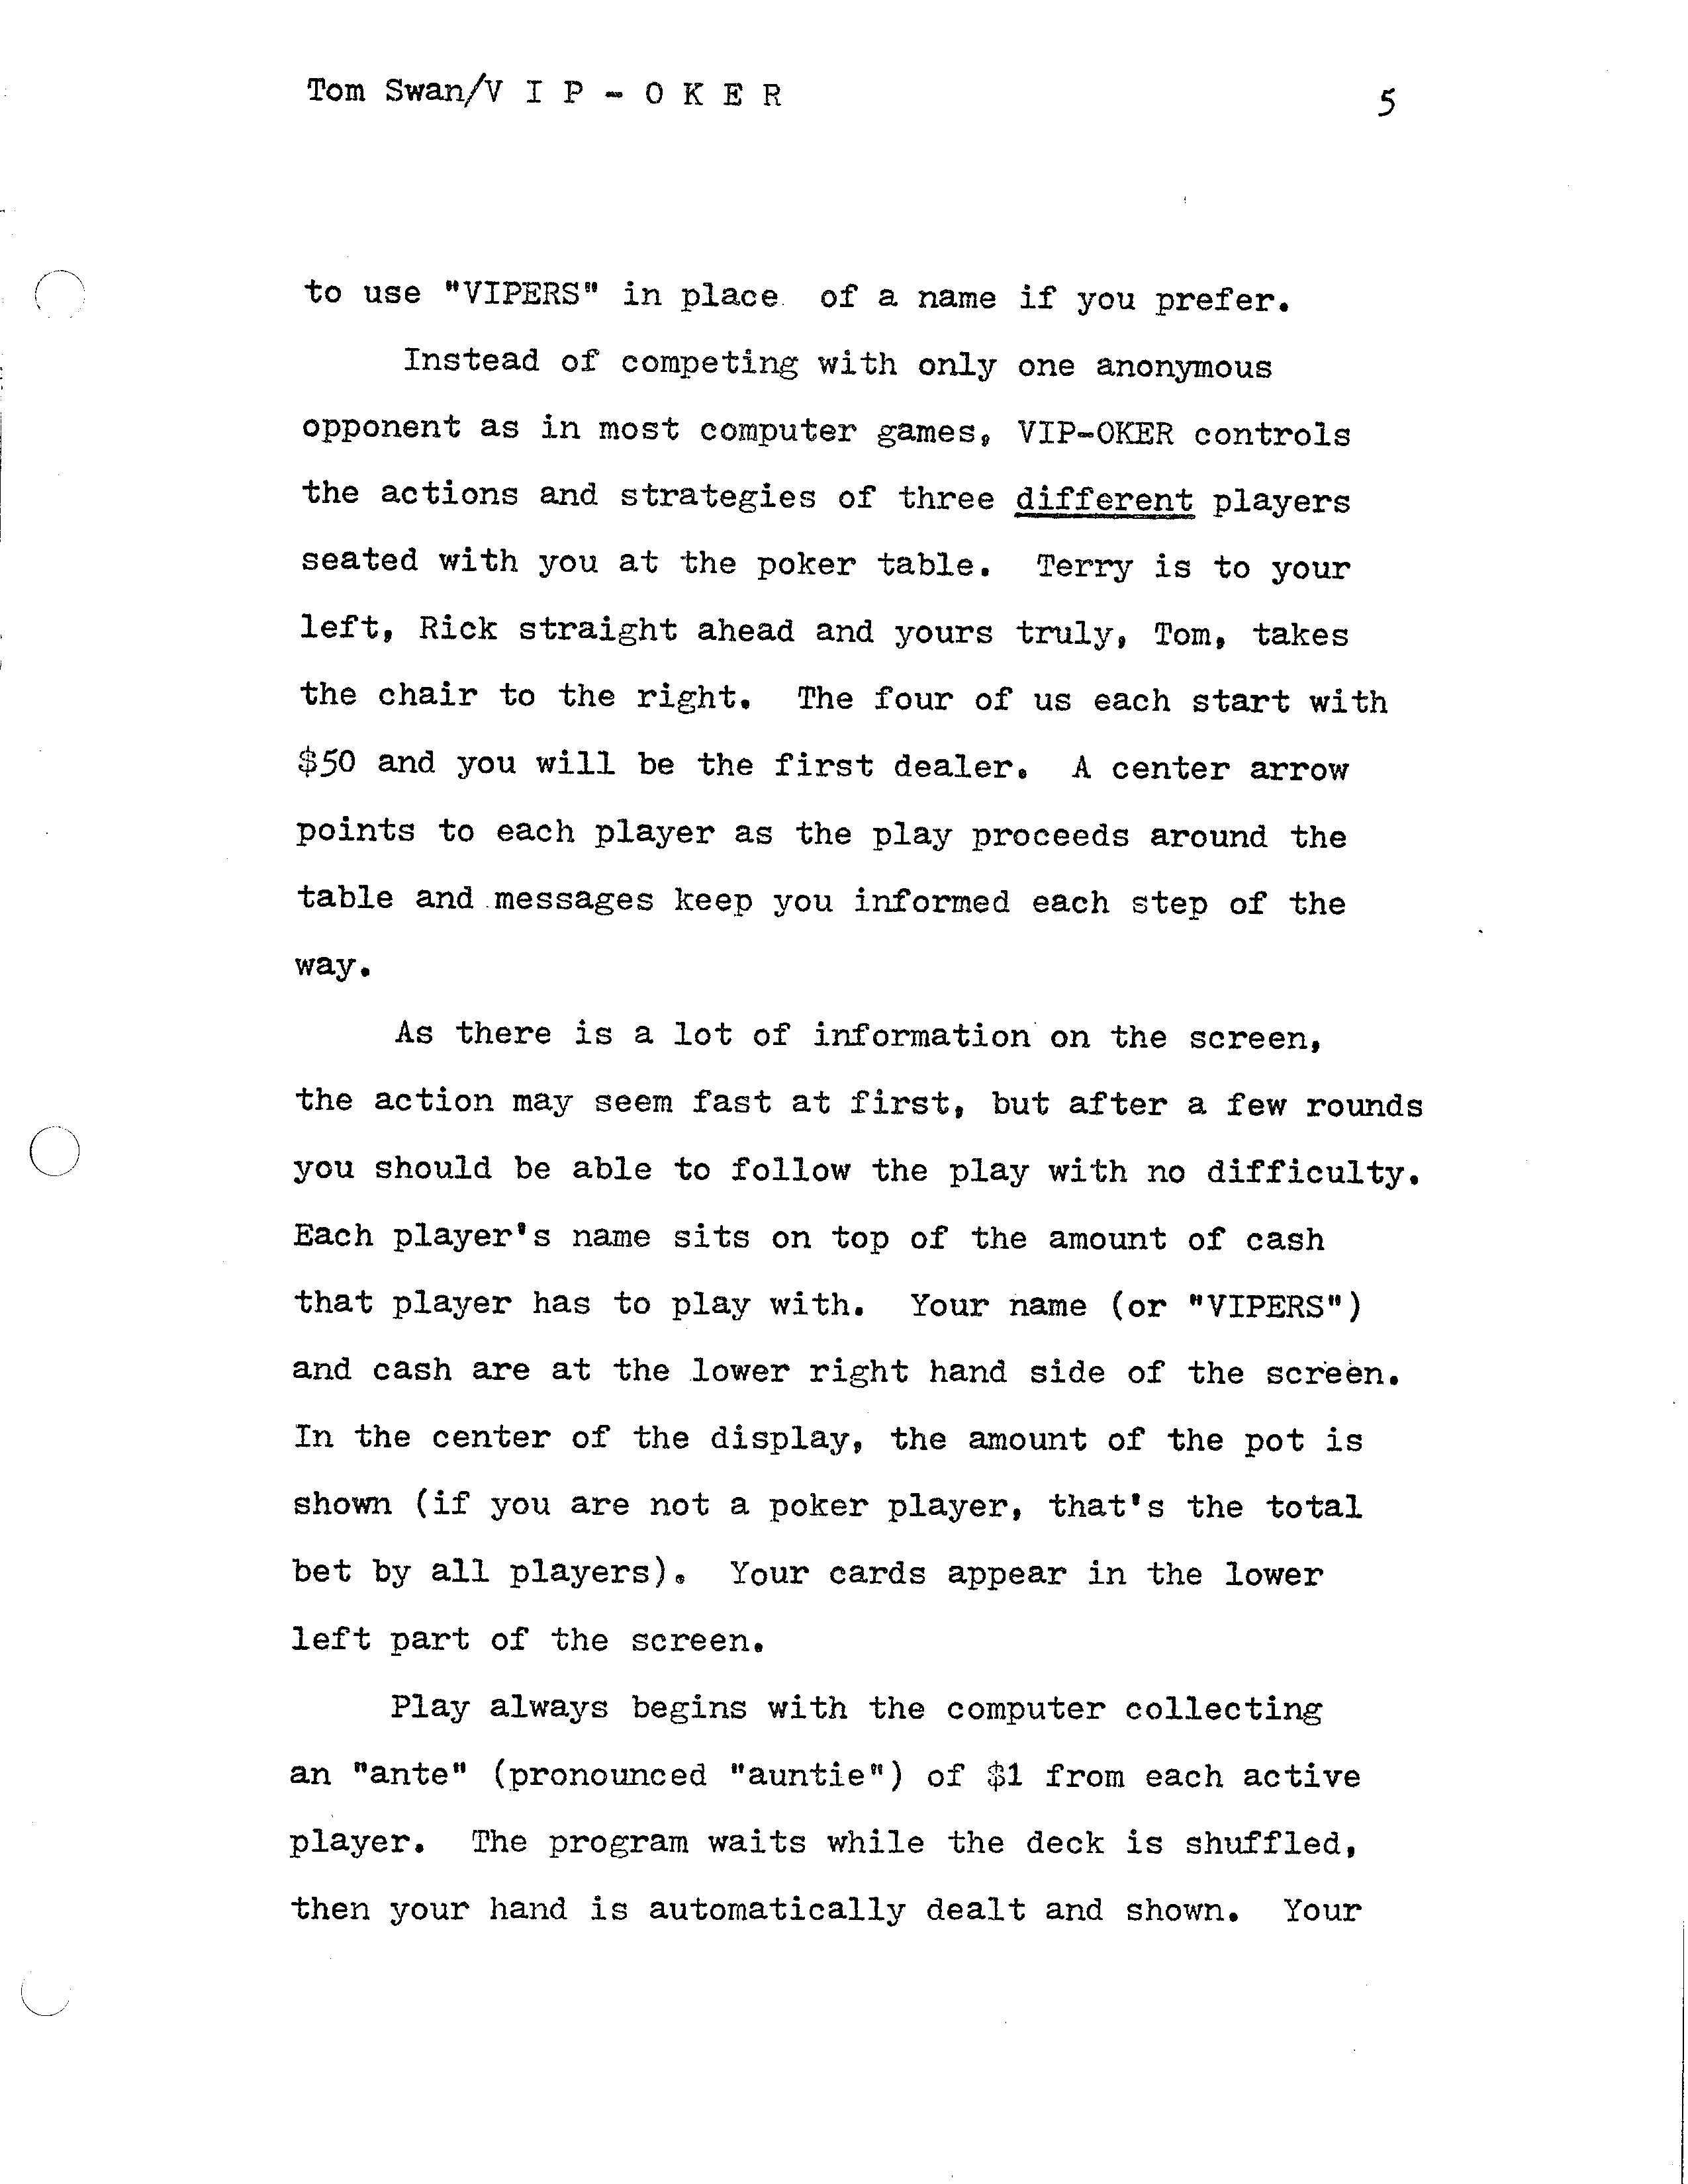 Tom Swan/V I P - O K E R 5
to use "VIPERS" in place of a name if you prefer.
Instead of competing with only one anonymous
opponent as in most computer games, VIP-OKER controls
the actions and strategies of three different players
seated with you at the poker table. Terry is to your
left, Rick straight ahead and yours truly, Tom, takes
the chair to the right. The four of us each start with
$50 and you will be the first dealer. A center arrow
points to each player as the play proceeds around the
table and messages keep you informed each step of the
way.
As there is a lot of information on the screen,
the action may seem fast at first, but after a few rounds
you should be able to follow the play with no difficulty.
Each player's name sits on top of the amount of cash
that player has to play with. Your name (or "VIPERS")
and cash are at the lower right hand side of the screen.
In the center of the display, the amount of the pot is
shown (if you are not a poker player, that's the total
bet by all players). Your cards appear in the lower
left part of the screen.
Play always begins with the computer collecting
an "ante" (pronounced "auntie") of $1 from each active
player. The program waits while the deck is shuffled,
then your hand is automatically dealt and shown. Your